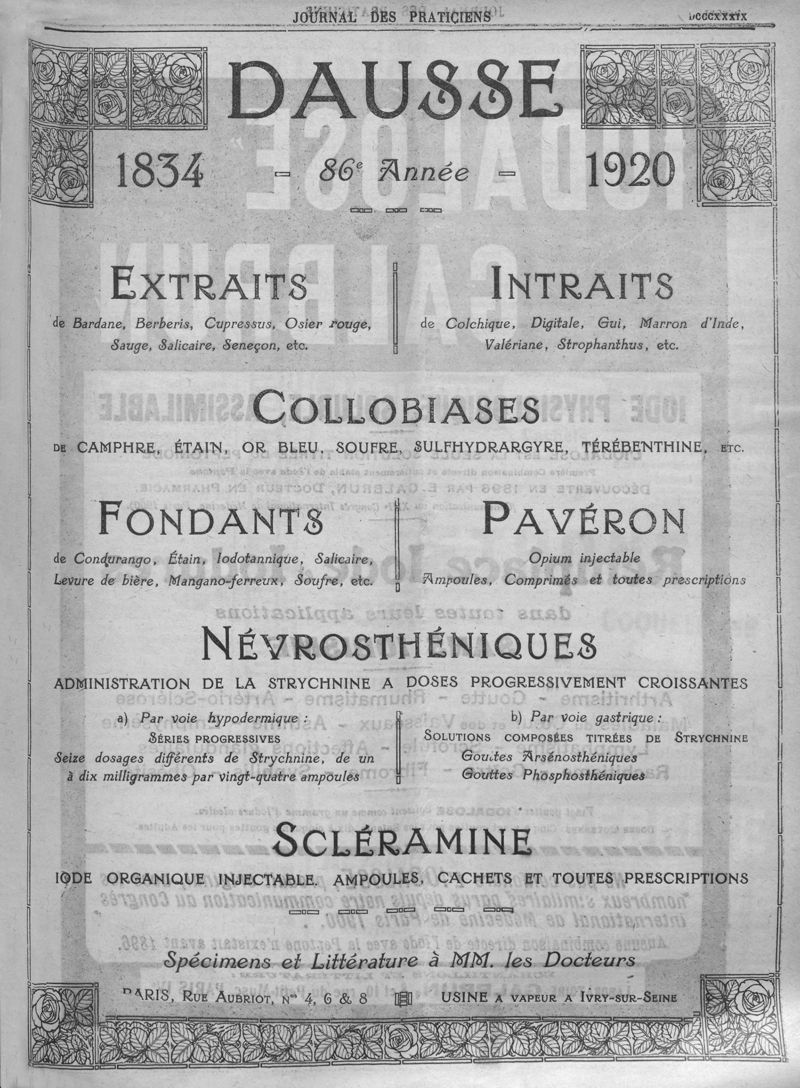 JOURNAL DES PRATICIENS
DCCCXXXIX
DAUSSE
1834 - 86e Année - 1920
EXTRAITS
de Bardane, Berberis, Cupressus, Osier rouge,
Sauge, Salicaire, Seneçon, etc.
INTRAITS
de Colchique, Digitale, Gui, Marron d'Inde,
Valériane, Strophanthus, etc.
COLLOBIASES
DE CAMPHRE, ÉTAIN, OR BLEU, SOUFRE, SULFHYDRARGYRE, TÉRÉBENTHINE, ETC.
FONDANTS
de Condurango, Étain, Iodotannique, Salicaire,
Levure de bière, Mangano-ferreux, Soufre, etc.
PAVÉRON
Opium injectable
Ampoules, Comprimés et toutes prescriptions
NÉVROSTHÉNIQUES
ADMINISTRATION DE LA STRYCHNINE A DOSES PROGRESSIVEMENT CROISSANTES
a) Par voie hypodermique :
SÉRIES PROGRESSIVES
Seize dosages différents de Strychnine, de un
à dix milligrammes par vingt-quatre ampoules
b) Par voie gastrique :
SOLUTIONS COMPOSÉES TITRÉES DE STRYCHNINE
Gouttes Arsénosthéniques
Gouttes Phosphosthéniques
SCLÉRAMINE
IODE ORGANIQUE INJECTABLE. AMPOULES, CACHETS ET TOUTES PRESCRIPTIONS
Spécimens et Littérature à MM. les Docteurs
PARIS, RUE AUBRIOT, Nos 4, 6 & 8
USINE A VAPEUR A IVRY-SUR-SEINE